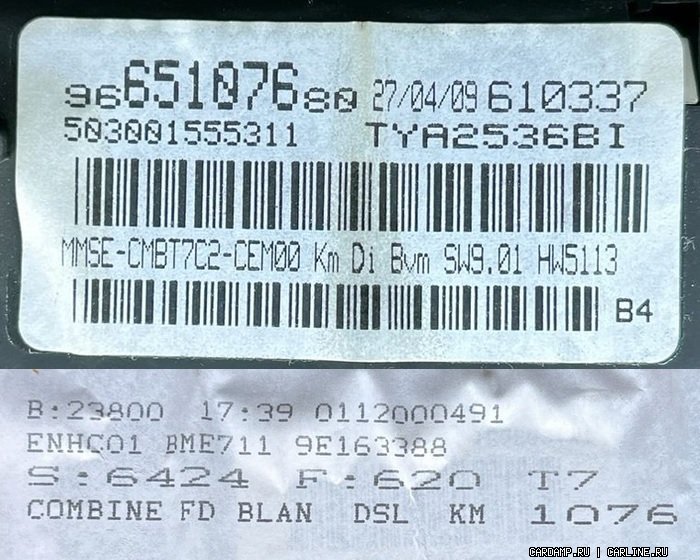 9665107680 27/04/09 610337
503001555311 TYA2536BI
MMSE-CMBT7C2-CEM00 Km Di Bvm SW9.01 HW5113
B4
B:23800 17:39 0112000491
ENHC01 BME711 9E163388
S:6424 F:620 T7
COMBINE FD BLAN DSL KM 1076
CARDAMP.RU | CARLINE.RU